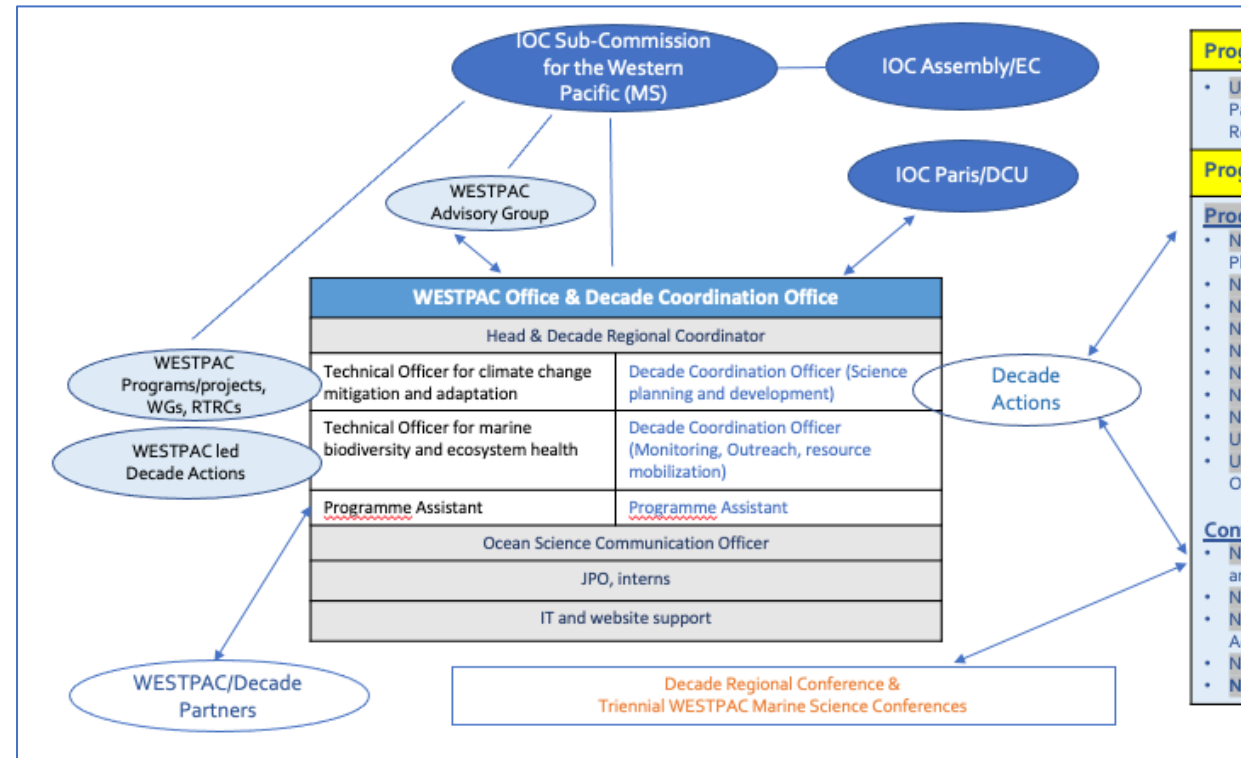 IOC Sub-Commission
for the Western
Pacific (MS)
IOC Assembly/EC
IOC Paris/DCU
WESTPAC
Advisory Group
WESTPAC Office & Decade Coordination Office
Head & Decade Regional Coordinator
Technical Officer for climate change
mitigation and adaptation
Decade Coordination Officer (Science
planning and development)
Technical Officer for marine
biodiversity and ecosystem health
Decade Coordination Officer
(Monitoring, Outreach, resource
mobilization)
Programme Assistant
Programme Assistant
Ocean Science Communication Officer
JPO, interns
IT and website support
WESTPAC
Programs/projects,
WGs, RTRCs
WESTPAC led
Decade Actions
WESTPAC/Decade
Partners
Decade
Actions
Decade Regional Conference &
Triennial WESTPAC Marine Science Conferences